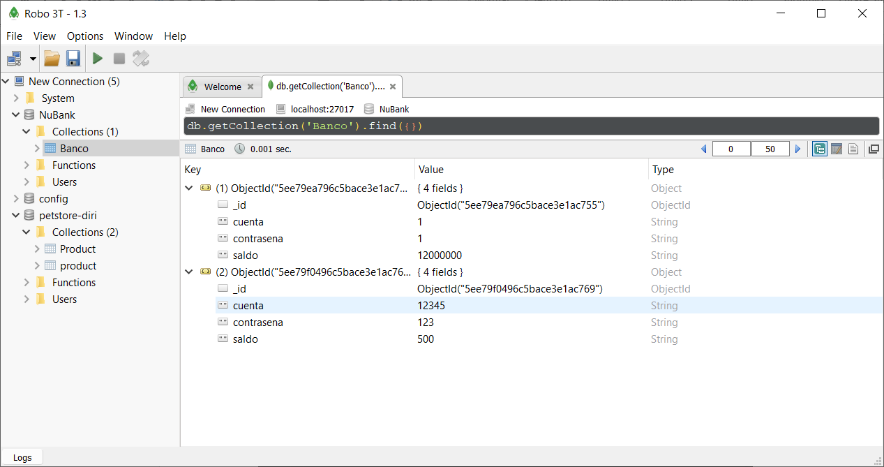 Robo 3T - 1.3
File View Options Window Help
New Connection (5)
System
NuBank
Collections (1)
Banco
Functions
Users
config
petstore-diri
Collections (2)
Product
product
Functions
Users
Welcome
db.getCollection('Banco')....
New Connection localhost:27017 NuBank
db.getCollection('Banco').find({})
Banco 0.001 sec. 0 50
Key Value Type
(1) ObjectId("5ee79ea796c5bace3e1ac7... { 4 fields } Object
_id ObjectId("5ee79ea796c5bace3e1ac755") ObjectId
cuenta 1 String
contrasena 1 String
saldo 12000000 String
(2) ObjectId("5ee79f0496c5bace3e1ac76... { 4 fields } Object
_id ObjectId("5ee79f0496c5bace3e1ac769") ObjectId
cuenta 12345 String
contrasena 123 String
saldo 500 String
Logs